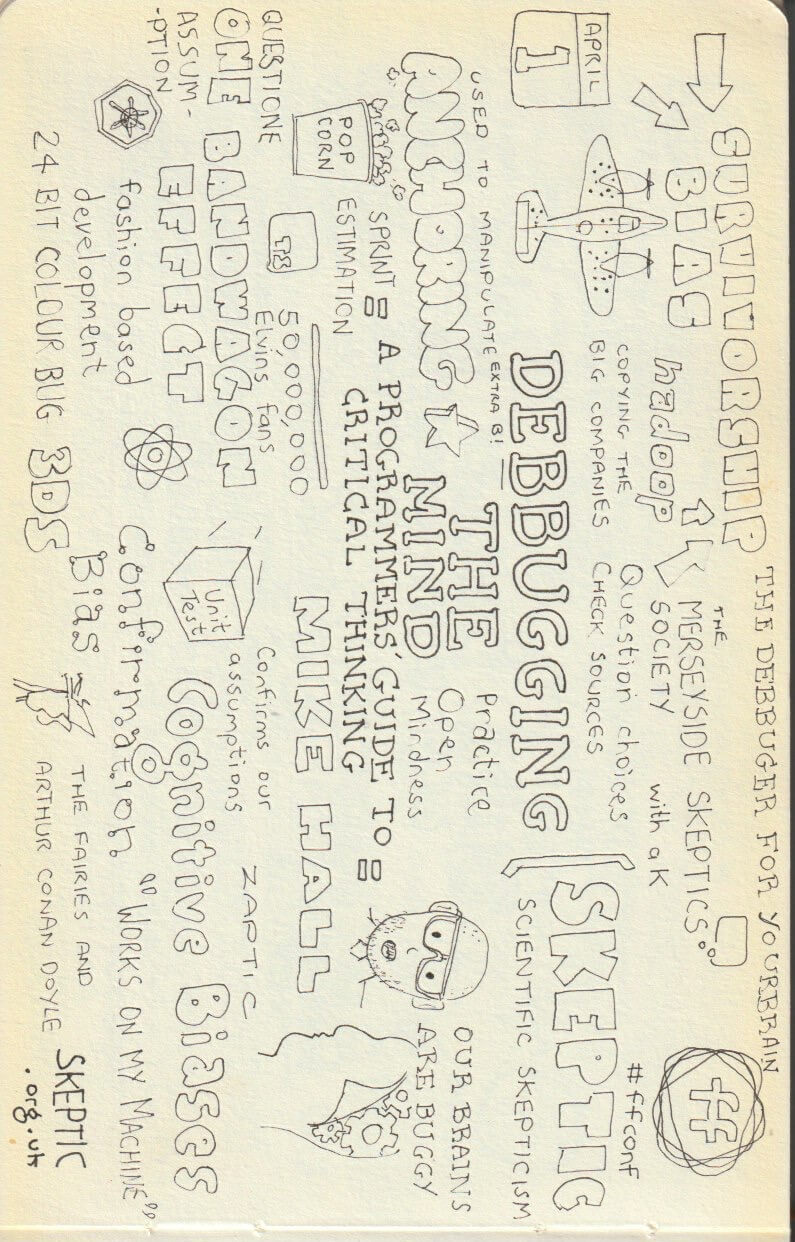 THE DEBBUGER FOR YOURBRAIN
SURVIVORSHIP
BIAS
THE
MERSEYSIDE SKEPTICS
SOCIETY
with a K
ff
#ffconf
APRIL
1
hadoop
COPYING THE
BIG COMPANIES
Question choices
CHECK SOURCES
SKEPTIC
SCIENTIFIC SKEPTICISM
DEBBUGGING
THE
MIND
USED TO MANIPULATE EXTRA B!
ANCHORING
Practice
Open
Mindness
OUR BRAINS
ARE BUGGY
A PROGRAMMERS' GUIDE TO
CRITICAL THINKING
MIKE HALL
SPRINT
ESTIMATION
POP
CORN
50,000,000
Elvins fans
TS
QUESTIONE
ONE
ASSUM-
-PTION
BANDWAGON
EFFECT
fashion based
development
24 BIT COLOUR BUG 3DS
Unit
Test
Confirms our
assumptions
ZAPTIC
Cognitive Biases
Confirmation
Bias
"WORKS ON MY MACHINE"
THE FAIRIES AND
ARTHUR CONAN DOYLE
SKEPTIC
.org.uk